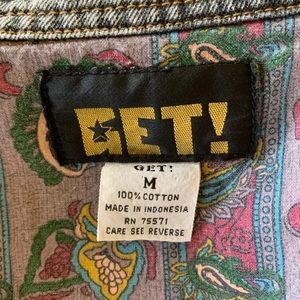 GET!
GET!
M
100% COTTON
MADE IN INDONESIA
RN 75571
CARE SEE REVERSE